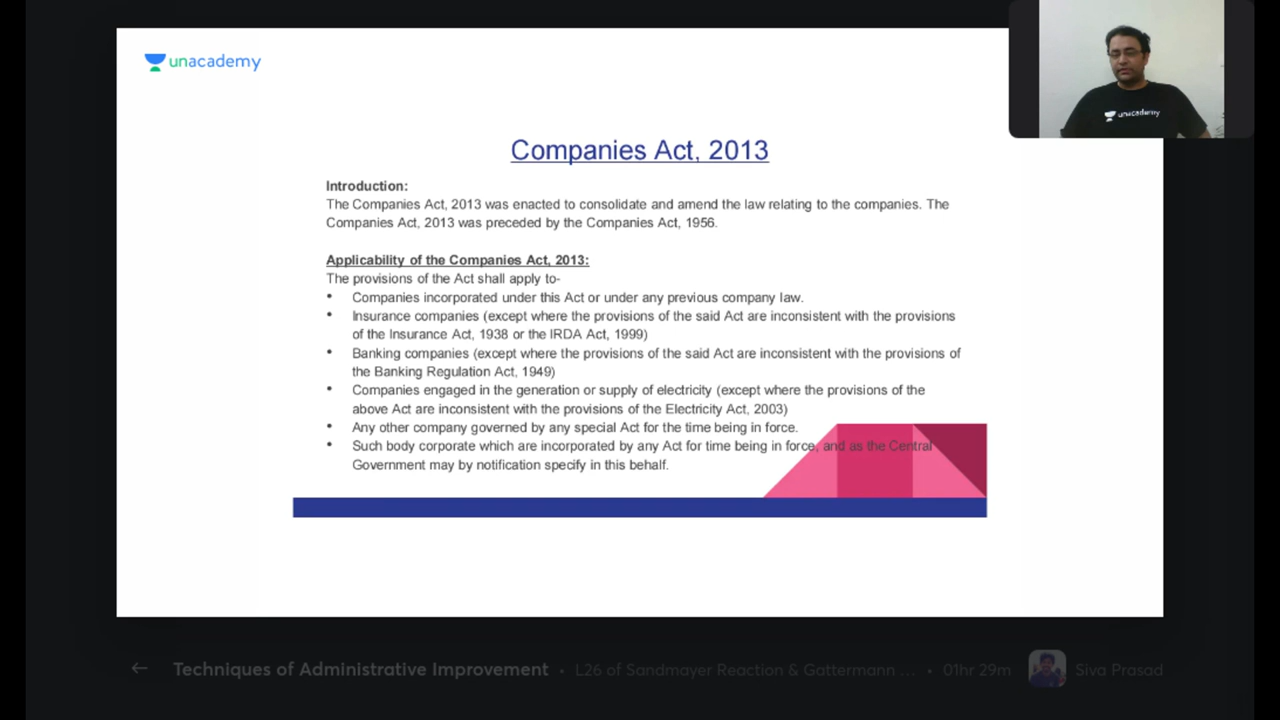 unacademy
unacademy
Companies Act, 2013
Introduction:
The Companies Act, 2013 was enacted to consolidate and amend the law relating to the companies. The
Companies Act, 2013 was preceded by the Companies Act, 1956.
Applicability of the Companies Act, 2013:
The provisions of the Act shall apply to-
• Companies incorporated under this Act or under any previous company law.
• Insurance companies (except where the provisions of the said Act are inconsistent with the provisions
of the Insurance Act, 1938 or the IRDA Act, 1999)
• Banking companies (except where the provisions of the said Act are inconsistent with the provisions of
the Banking Regulation Act, 1949)
• Companies engaged in the generation or supply of electricity (except where the provisions of the
above Act are inconsistent with the provisions of the Electricity Act, 2003)
• Any other company governed by any special Act for the time being in force.
• Such body corporate which are incorporated by any Act for time being in force, and as the Central
Government may by notification specify in this behalf.
← Techniques of Administrative Improvement • L26 of Sandmayer Reaction & Gattermann ... • 01hr 29m Siva Prasad